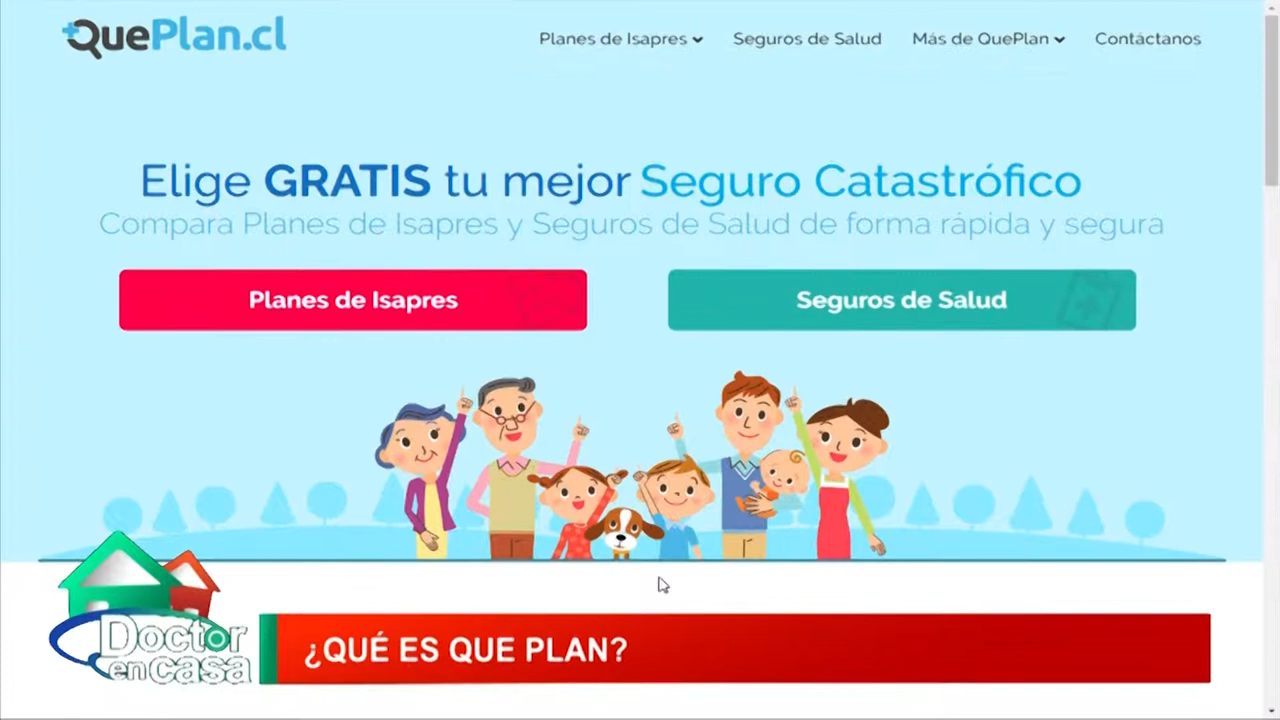 QuePlan.cl
Planes de Isapres Seguros de Salud Más de QuePlan Contáctanos
Elige GRATIS tu mejor Seguro Catastrófico
Compara Planes de Isapres y Seguros de Salud de forma rápida y segura
Planes de Isapres Seguros de Salud
Doctor
en casa
¿QUÉ ES QUE PLAN?